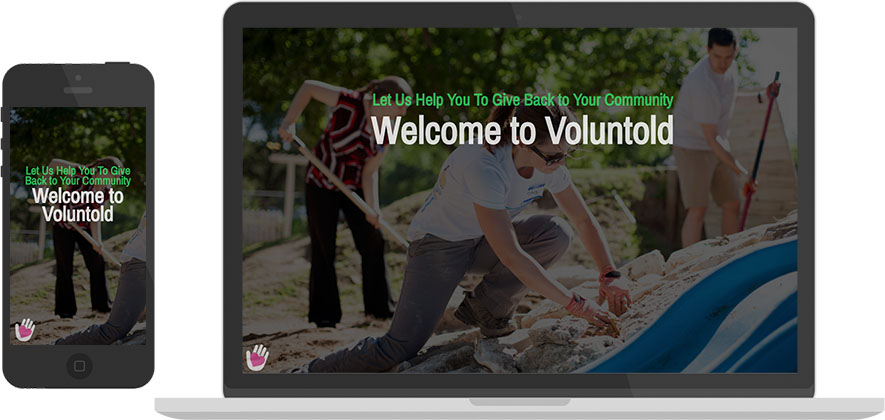 Let Us Help You To Give
Back to Your Community
Welcome to
Voluntold
Let Us Help You To Give Back to Your Community
Welcome to Voluntold